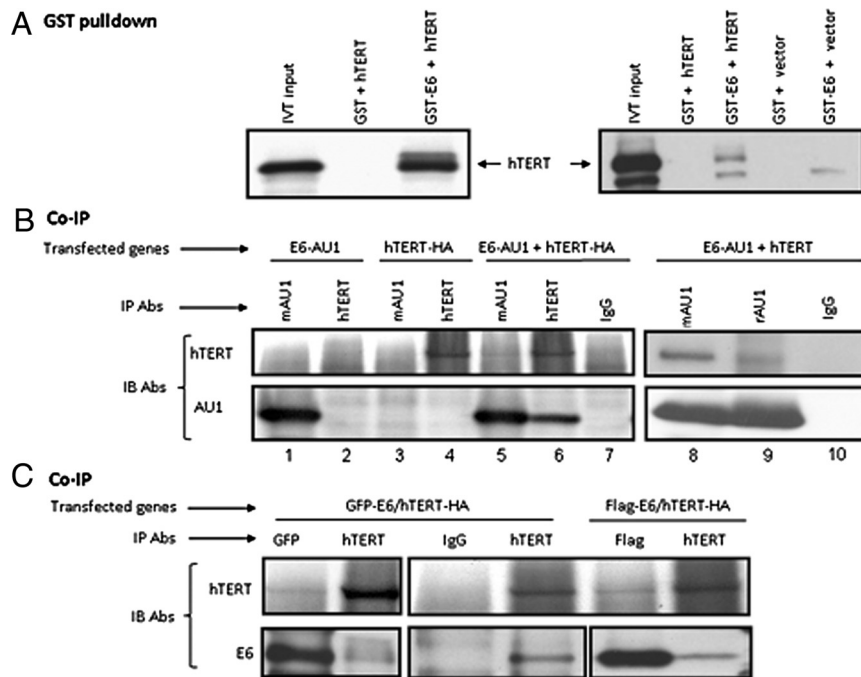 A GST pulldown
IVT input
GST + hTERT
GST-E6 + hTERT
IVT input
GST + hTERT
GST-E6 + hTERT
GST + vector
GST-E6 + vector
hTERT
B Co-IP
Transfected genes
E6-AU1
hTERT-HA
E6-AU1 + hTERT-HA
E6-AU1 + hTERT
IP Abs
mAU1
hTERT
mAU1
hTERT
mAU1
hTERT
IgG
mAU1
rAU1
IgG
IB Abs
hTERT
AU1
1 2 3 4 5 6 7 8 9 10
C Co-IP
Transfected genes
GFP-E6/hTERT-HA
Flag-E6/hTERT-HA
IP Abs
GFP hTERT IgG hTERT Flag hTERT
IB Abs
hTERT
E6